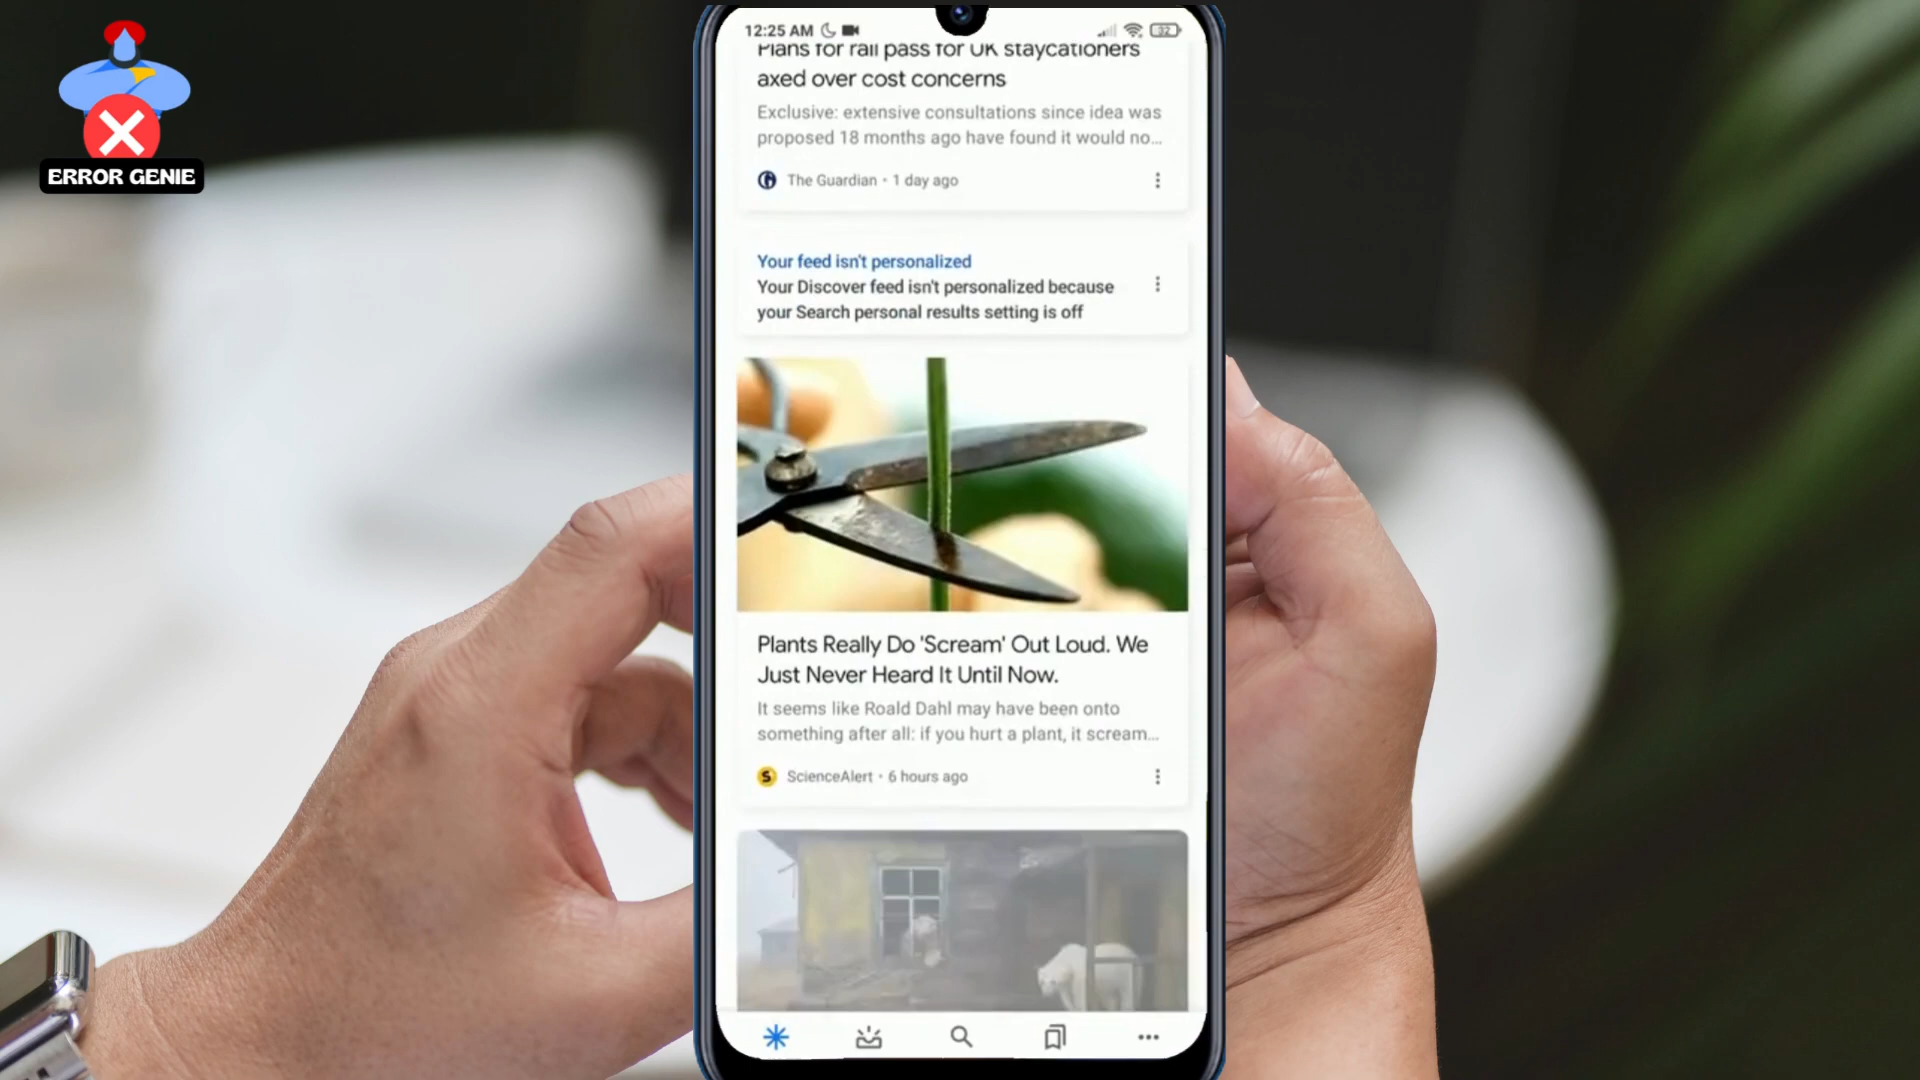 ERROR GENIE
12:25 AM
32
Plans for rail pass for UK staycationers
axed over cost concerns
Exclusive: extensive consultations since idea was
proposed 18 months ago have found it would no...
The Guardian • 1 day ago
Your feed isn't personalized
Your Discover feed isn't personalized because
your Search personal results setting is off
Plants Really Do 'Scream' Out Loud. We
Just Never Heard It Until Now.
It seems like Roald Dahl may have been onto
something after all: if you hurt a plant, it scream...
S ScienceAlert • 6 hours ago